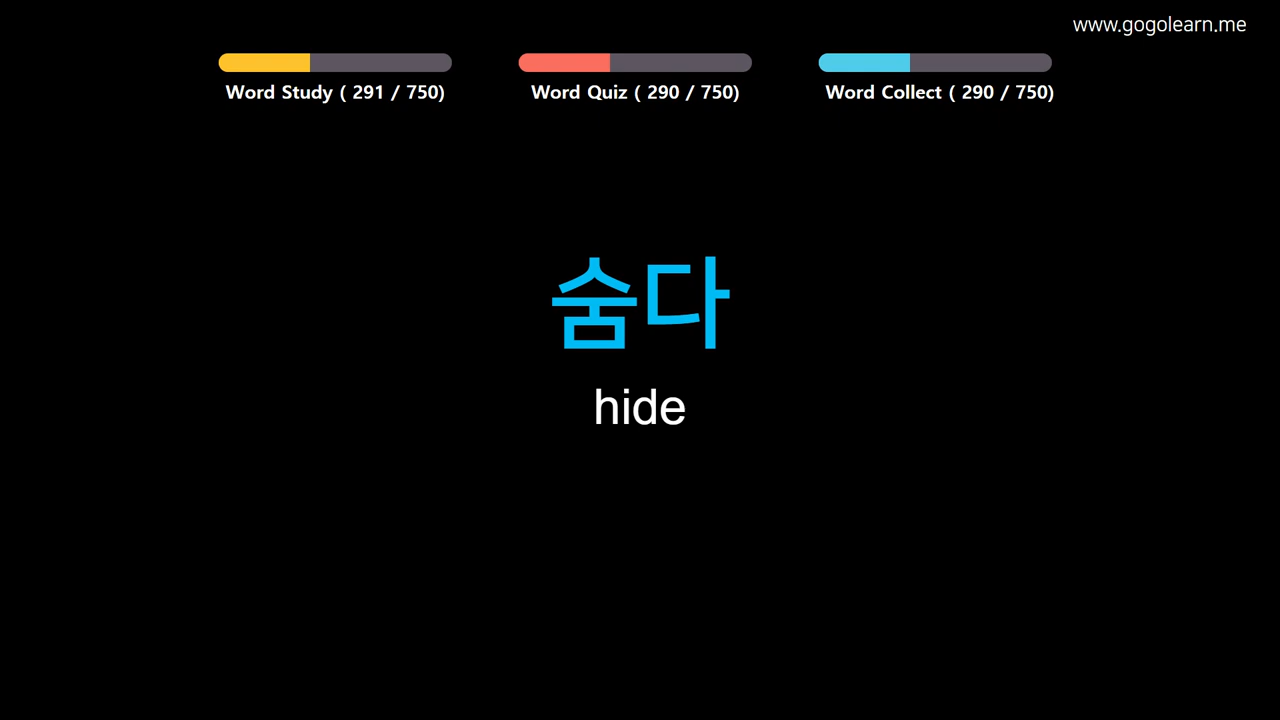 www.gogolearn.me
Word Study ( 291 / 750)
Word Quiz ( 290 / 750)
Word Collect ( 290 / 750)
숨다
hide